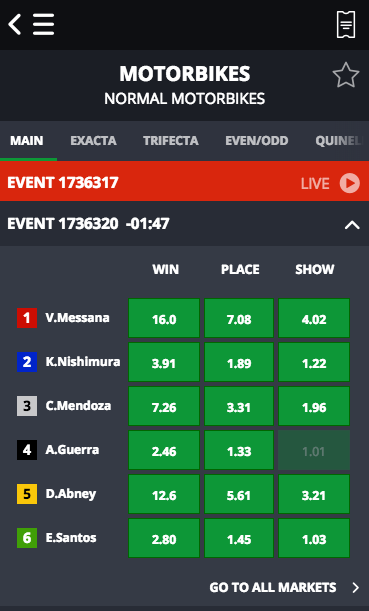 MOTORBIKES
NORMAL MOTORBIKES
MAIN EXACTA TRIFECTA EVEN/ODD QUINEL
EVENT 1736317 LIVE
EVENT 1736320 -01:47
WIN PLACE SHOW
1 V.Messana 16.0 7.08 4.02
2 K.Nishimura 3.91 1.89 1.22
3 C.Mendoza 7.26 3.31 1.96
4 A.Guerra 2.46 1.33 1.01
5 D.Abney 12.6 5.61 3.21
6 E.Santos 2.80 1.45 1.03
GO TO ALL MARKETS